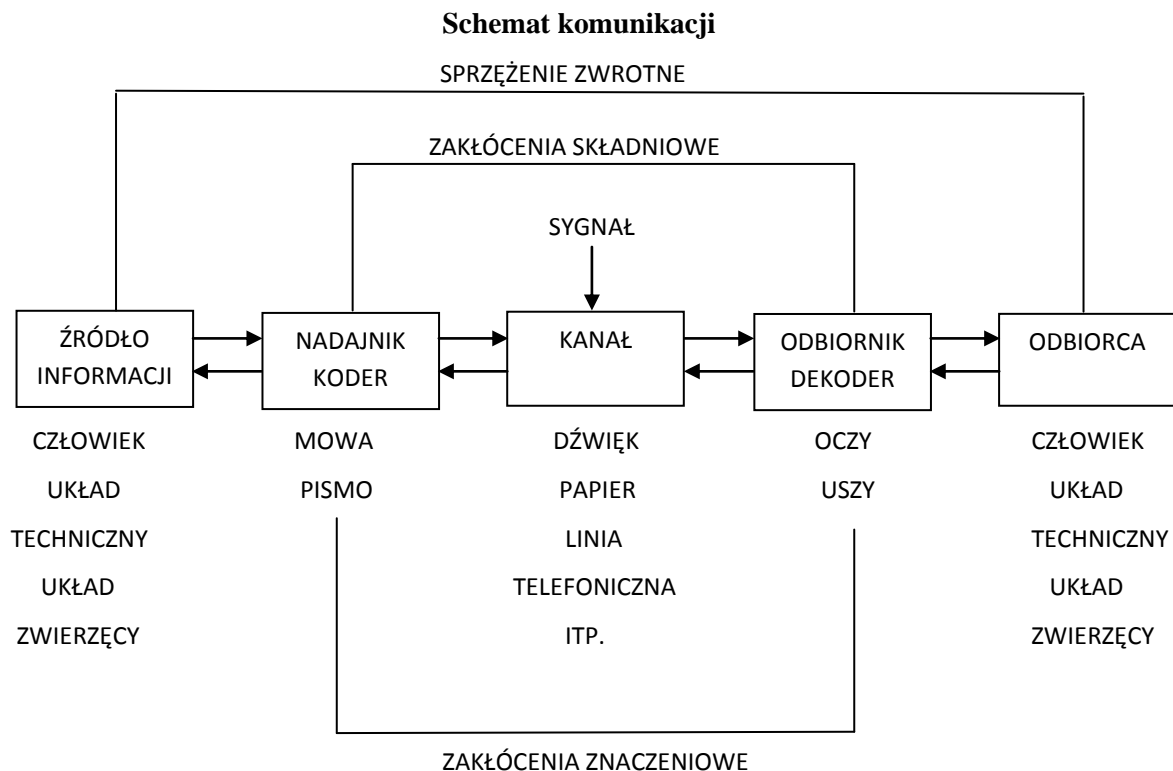 Schemat komunikacji
SPRZĘŻENIE ZWROTNE
ZAKŁÓCENIA SKŁADNIOWE
SYGNAŁ
ŹRÓDŁO
INFORMACJI
NADAJNIK
KODER
KANAŁ
ODBIORNIK
DEKODER
ODBIORCA
CZŁOWIEK
UKŁAD
TECHNICZNY
UKŁAD
ZWIERZĘCY
MOWA
PISMO
DŹWIĘK
PAPIER
LINIA
TELEFONICZNA
ITP.
OCZY
USZY
CZŁOWIEK
UKŁAD
TECHNICZNY
UKŁAD
ZWIERZĘCY
ZAKŁÓCENIA ZNACZENIOWE